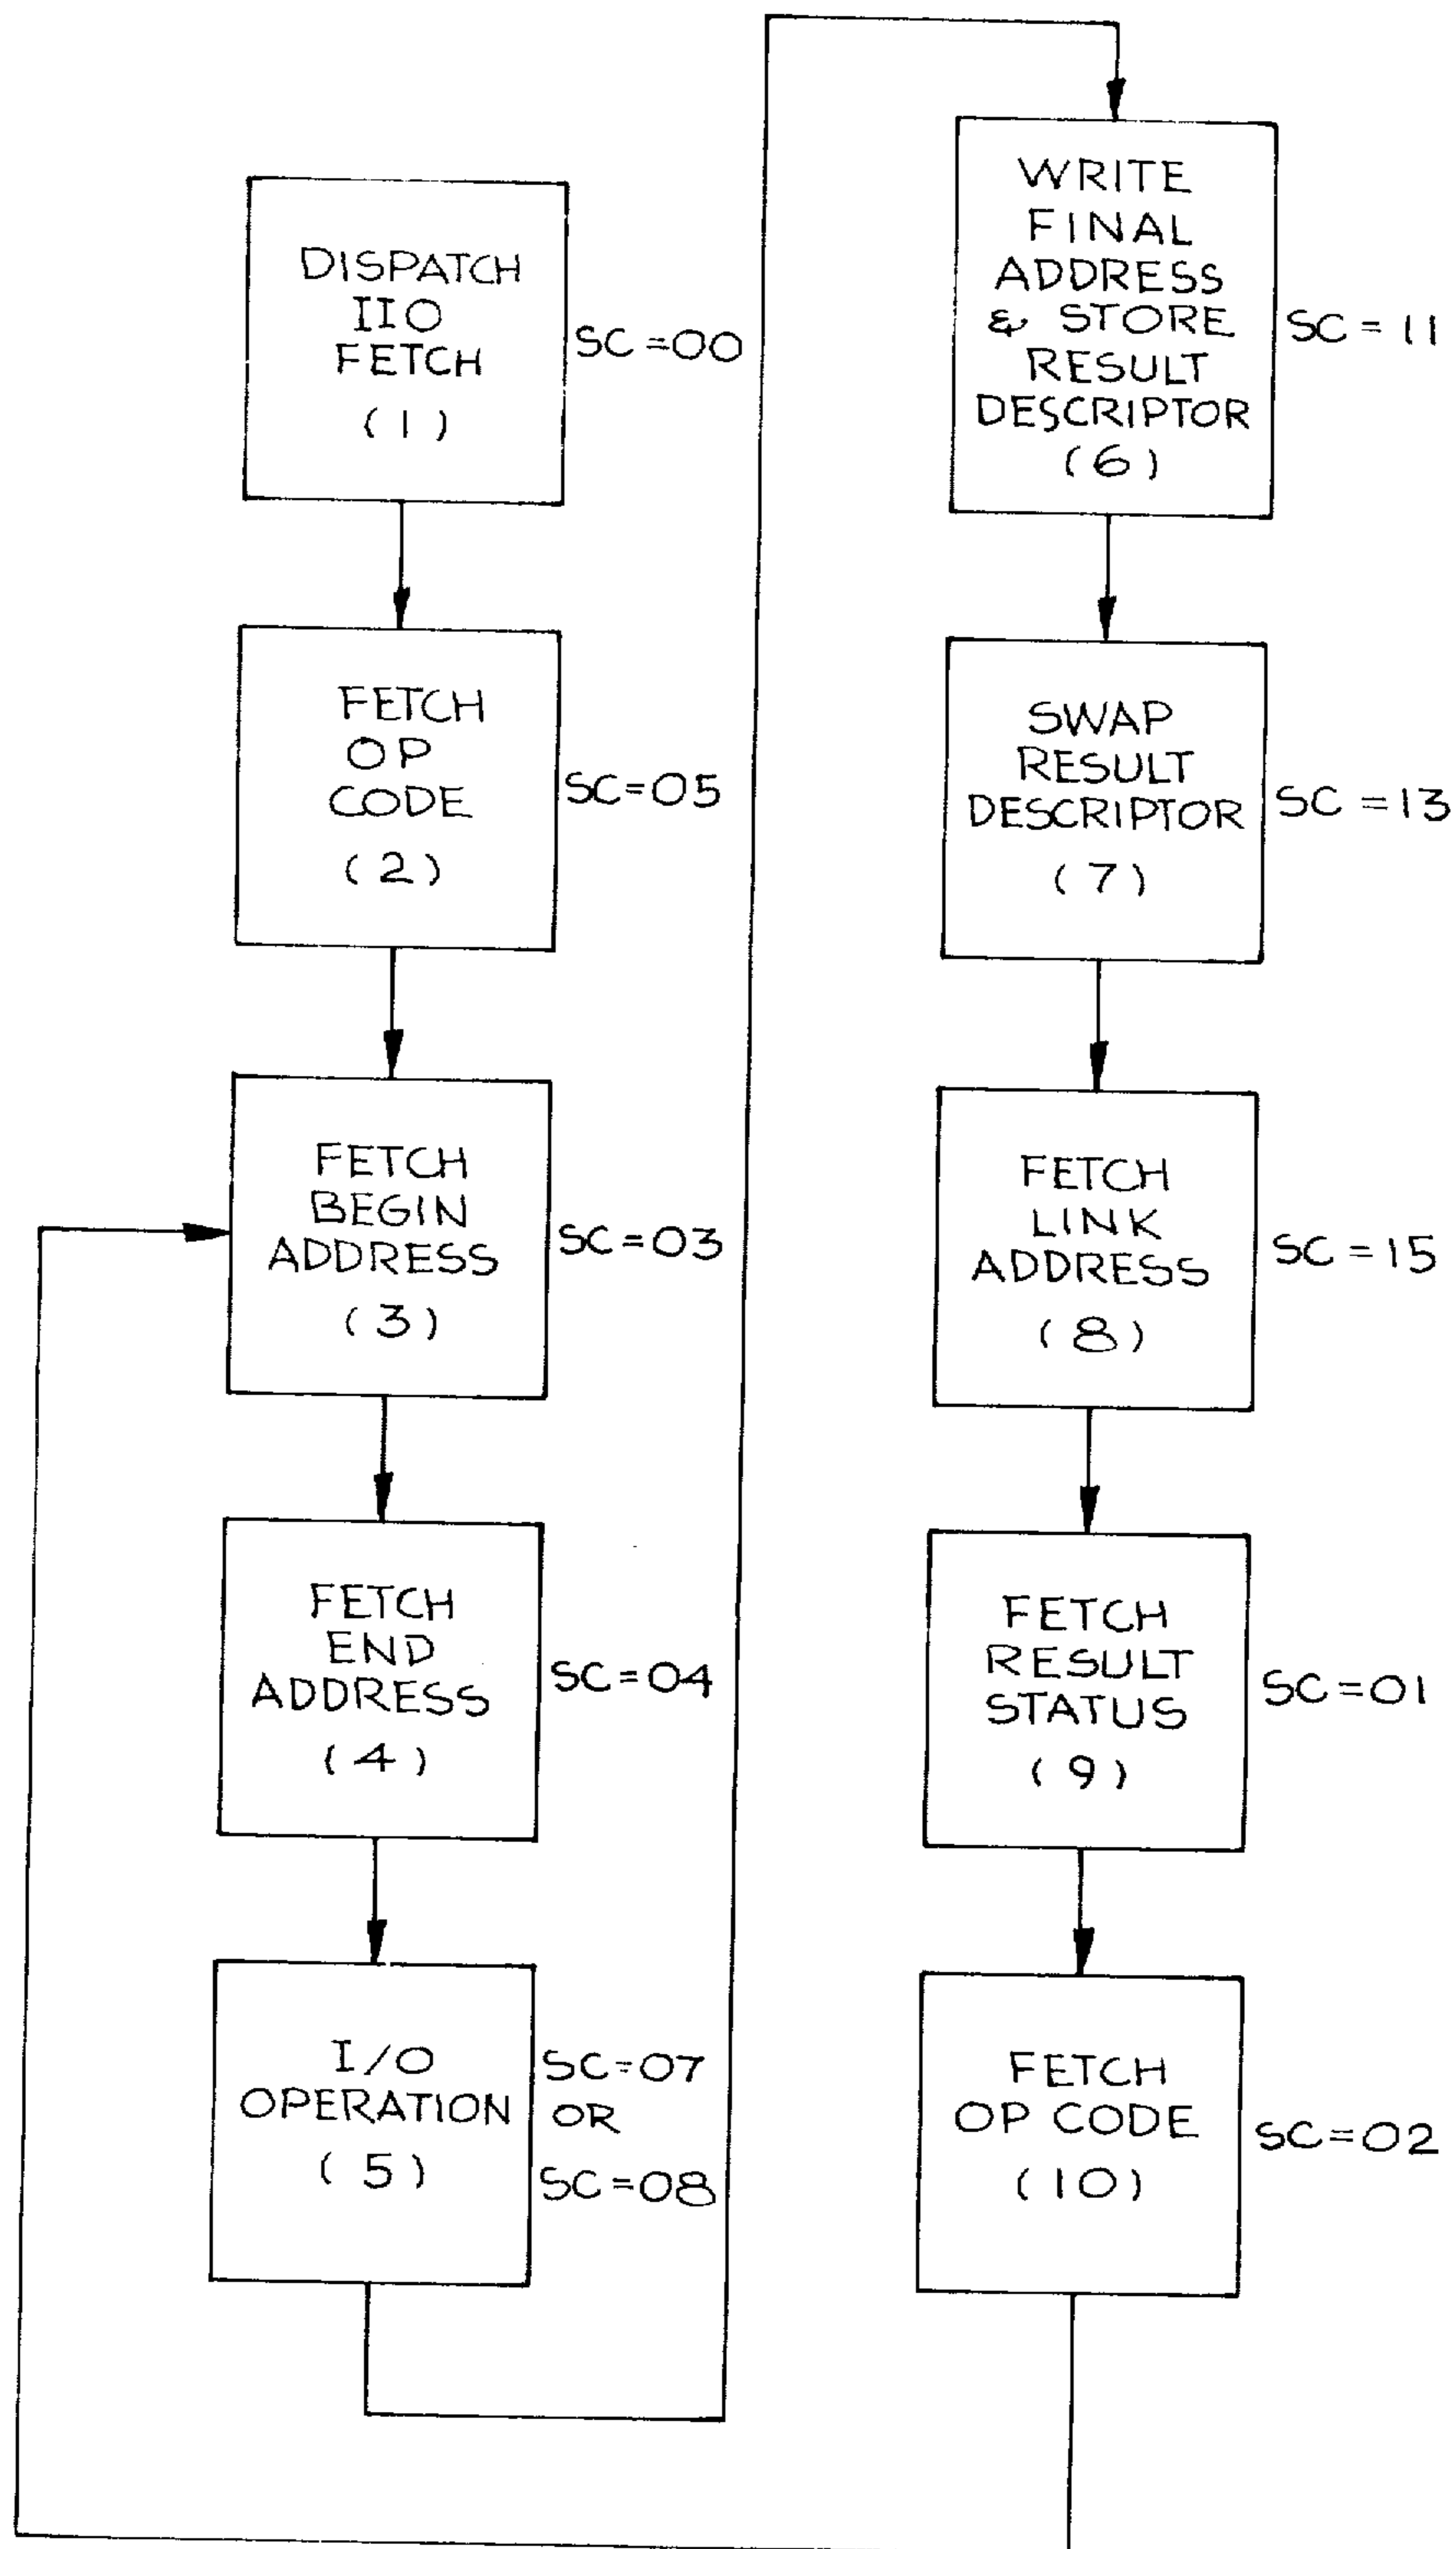 DISPATCH
IIO
FETCH
(1)
SC=00
FETCH
OP
CODE
(2)
SC=05
FETCH
BEGIN
ADDRESS
(3)
SC=03
FETCH
END
ADDRESS
(4)
SC=04
I/O
OPERATION
(5)
SC=07
OR
SC=08
WRITE
FINAL
ADDRESS
& STORE
RESULT
DESCRIPTOR
(6)
SC=11
SWAP
RESULT
DESCRIPTOR
(7)
SC=13
FETCH
LINK
ADDRESS
(8)
SC=15
FETCH
RESULT
STATUS
(9)
SC=01
FETCH
OP CODE
(10)
SC=02